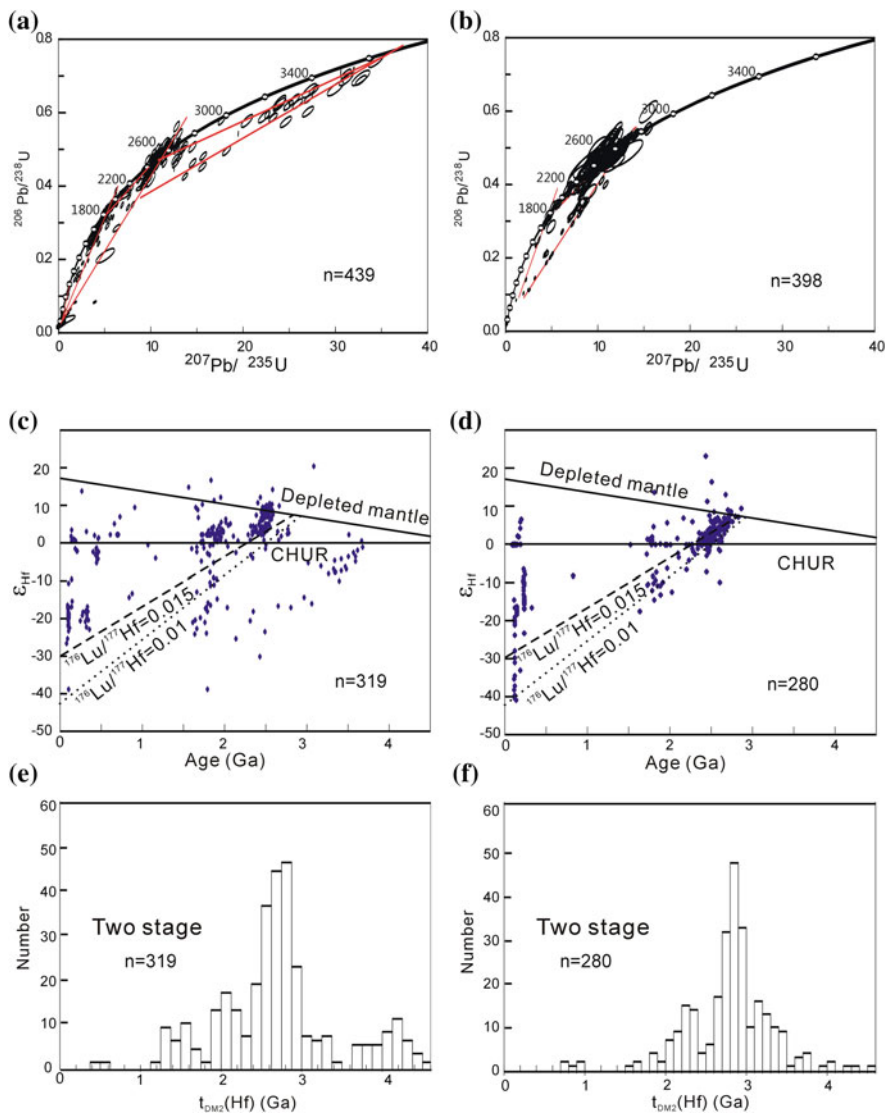 (a)
0.8
0.6
0.4
0.2
0.0
²⁰⁶Pb/²³⁸U
3400
3000
2600
2200
1800
n=439
0
10
20
30
40
²⁰⁷Pb/ ²³⁵U
(b)
0.8
0.6
0.4
0.2
0.0
²⁰⁶Pb/²³⁸U
3400
3000
2600
2200
1800
n=398
0
10
20
30
40
²⁰⁷Pb/ ²³⁵U
(c)
20
10
0
-10
-20
-30
-40
-50
εHf
Depleted mantle
CHUR
¹⁷⁶Lu/¹⁷⁷Hf=0.015
¹⁷⁶Lu/¹⁷⁷Hf=0.01
n=319
0
1
2
3
4
Age (Ga)
(d)
20
10
0
-10
-20
-30
-40
-50
Depleted mantle
CHUR
¹⁷⁶Lu/¹⁷⁷Hf=0.015
¹⁷⁶Lu/¹⁷⁷Hf=0.01
n=280
0
1
2
3
4
Age (Ga)
(e)
60
50
40
30
20
10
0
Number
Two stage
n=319
0
1
2
3
4
tDM2(Hf) (Ga)
(f)
60
50
40
30
20
10
0
Number
Two stage
n=280
0
1
2
3
4
tDM2(Hf) (Ga)